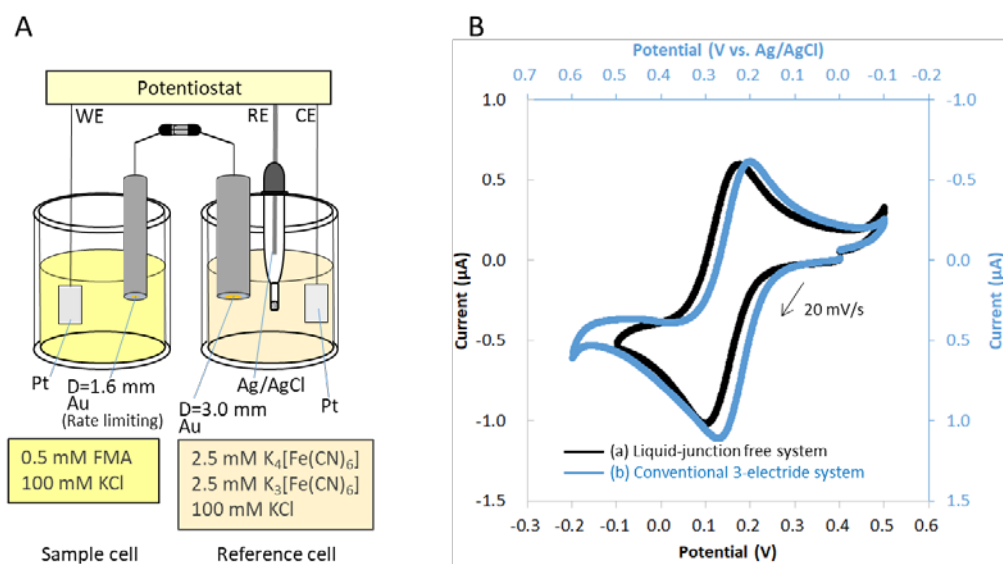 A
Potentiostat
WE
RE
CE
Pt
D=1.6 mm
Au
(Rate limiting)
D=3.0 mm
Au
Ag/AgCl
Pt
0.5 mM FMA
100 mM KCl
2.5 mM K₄[Fe(CN)₆]
2.5 mM K₃[Fe(CN)₆]
100 mM KCl
Sample cell
Reference cell
B
Potential (V vs. Ag/AgCl)
0.7 0.6 0.5 0.4 0.3 0.2 0.1 0.0 -0.1 -0.2
1.0
0.5
0.0
-0.5
-1.0
-1.5
Current (µA)
-1.0
-0.5
0.0
0.5
1.0
1.5
Current (µA)
20 mV/s
(a) Liquid-junction free system
(b) Conventional 3-electride system
-0.3 -0.2 -0.1 0.0 0.1 0.2 0.3 0.4 0.5 0.6
Potential (V)